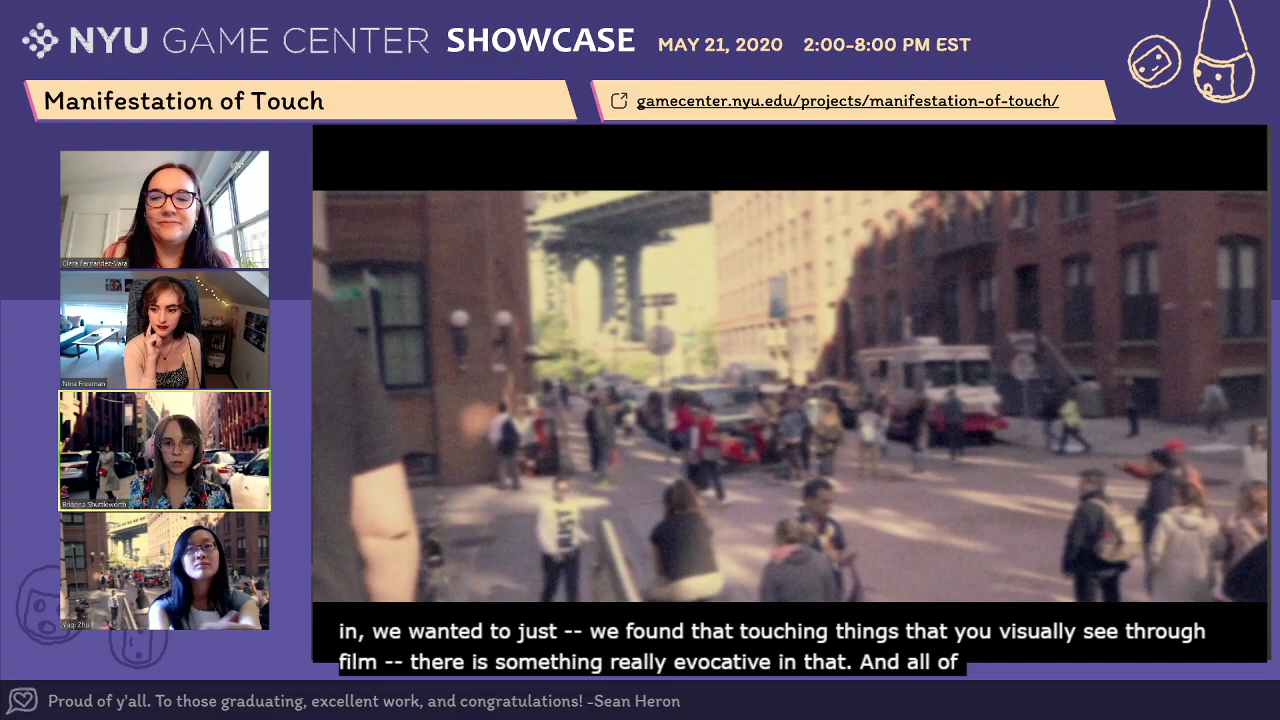 NYU GAME CENTER SHOWCASE MAY 21, 2020 2:00-8:00 PM EST
Manifestation of Touch
gamecenter.nyu.edu/projects/manifestation-of-touch/
Clara Fernandez-Vara
Nina Freeman
Brianna Shuttleworth
Yuqi Zhu
in, we wanted to just -- we found that touching things that you visually see through
film -- there is something really evocative in that. And all of
Proud of y'all. To those graduating, excellent work, and congratulations! -Sean Heron